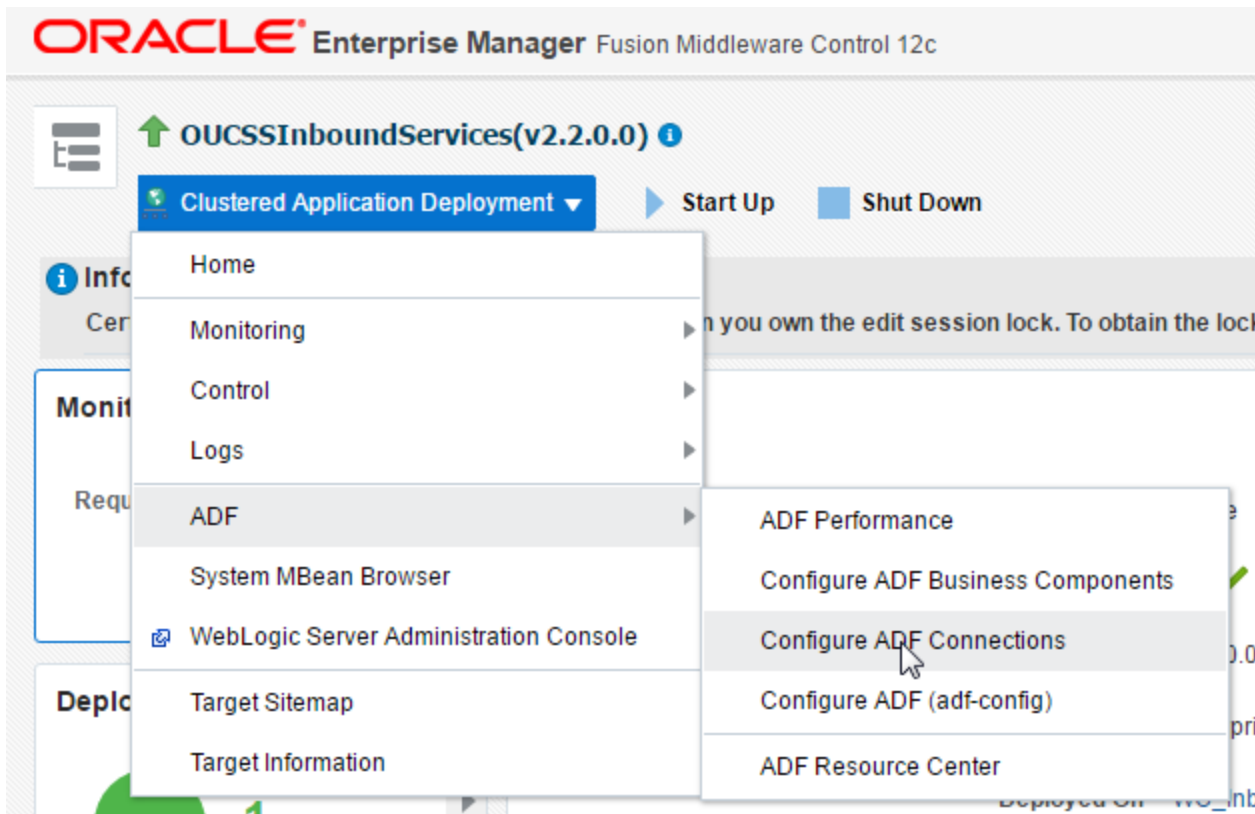 ORACLE Enterprise Manager Fusion Middleware Control 12c
OUCSSInboundServices(v2.2.0.0)
Clustered Application Deployment Start Up Shut Down
Home
you own the edit session lock. To obtain the
Monitoring
Control
Logs
ADF
System MBean Browser
WebLogic Server Administration Console
Target Sitemap
Target Information
ADF Performance
Configure ADF Business Components
Configure ADF Connections
Configure ADF (adf-config)
ADF Resource Center
1